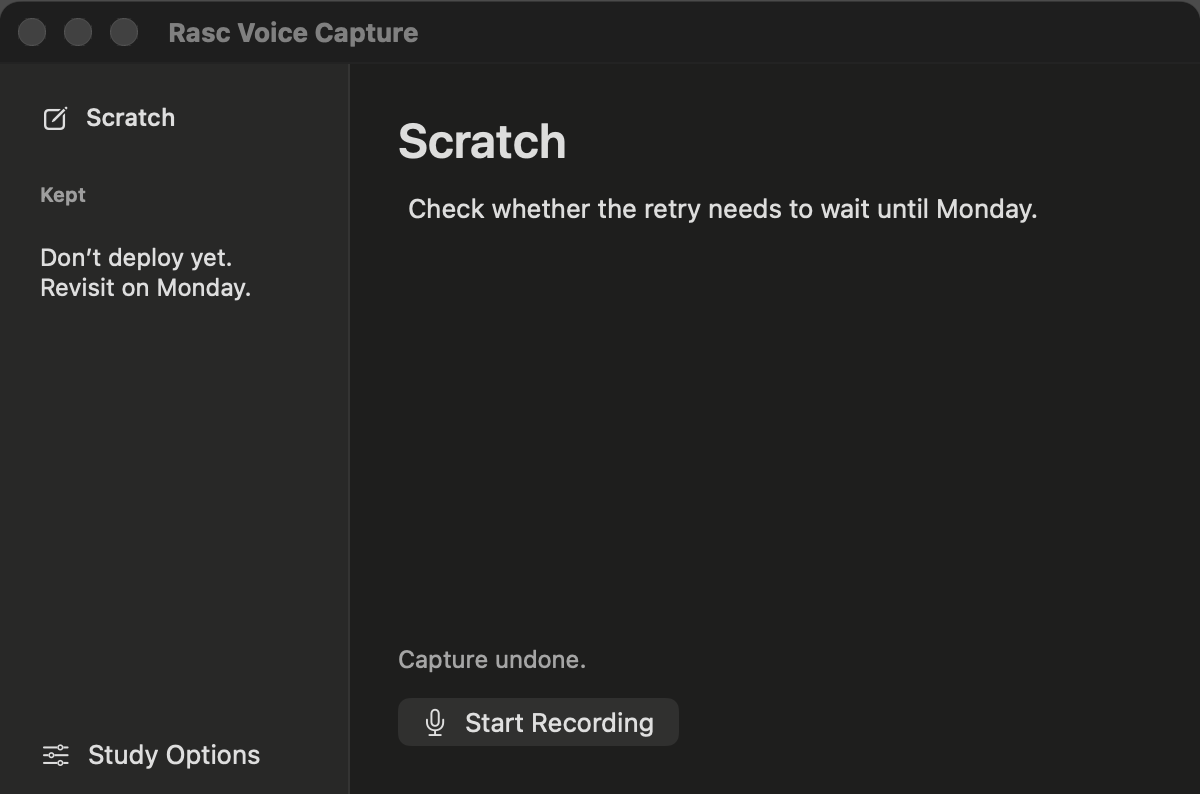 Rasc Voice Capture
Scratch
Kept
Don’t deploy yet.
Revisit on Monday.
Study Options
Scratch
Check whether the retry needs to wait until Monday.
Capture undone.
Start Recording